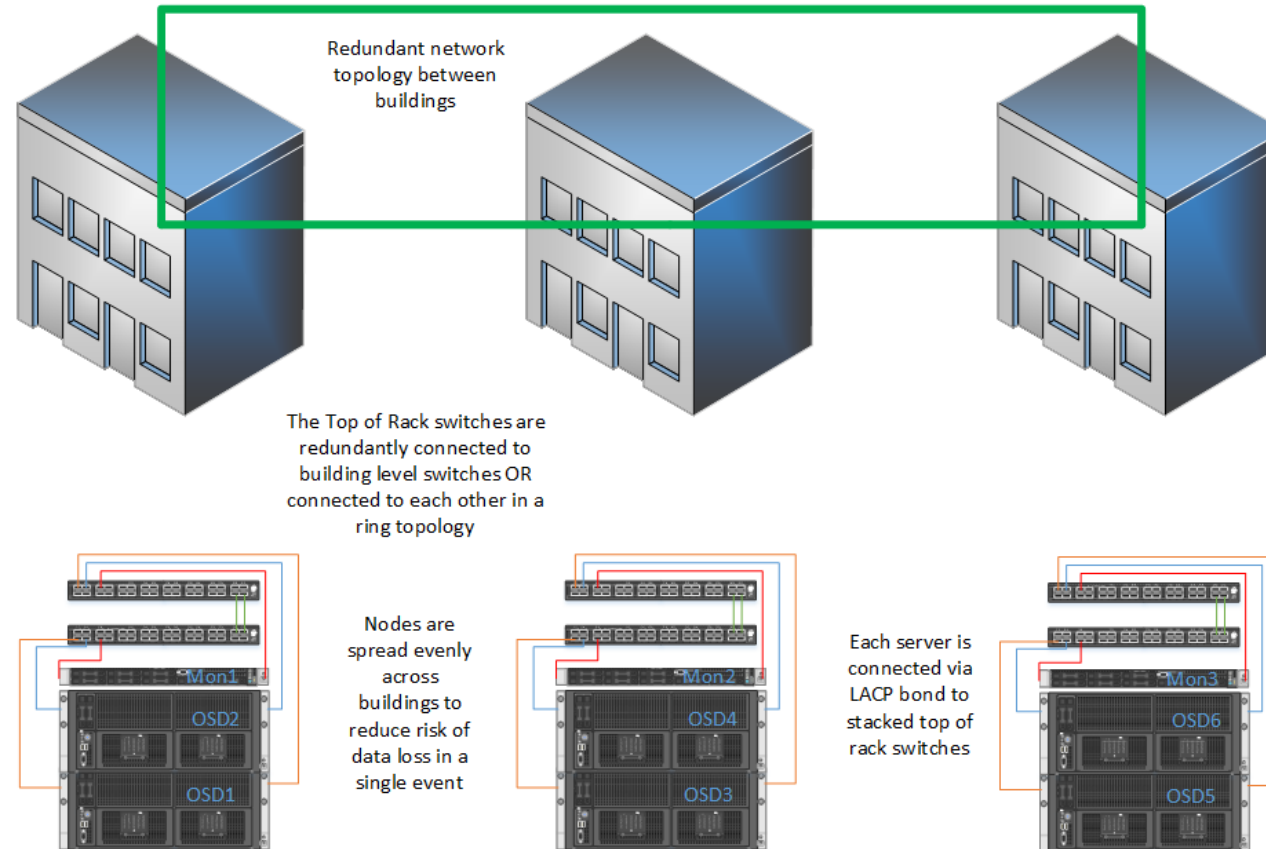 Redundant network
topology between
buildings
The Top of Rack switches are
redundantly connected to
building level switches OR
connected to each other in a
ring topology
Nodes are
spread evenly
across
buildings to
reduce risk of
data loss in a
single event
Each server is
connected via
LACP bond to
stacked top of
rack switches
Mon1
OSD2
OSD1
Mon2
OSD4
OSD3
Mon3
OSD6
OSD5